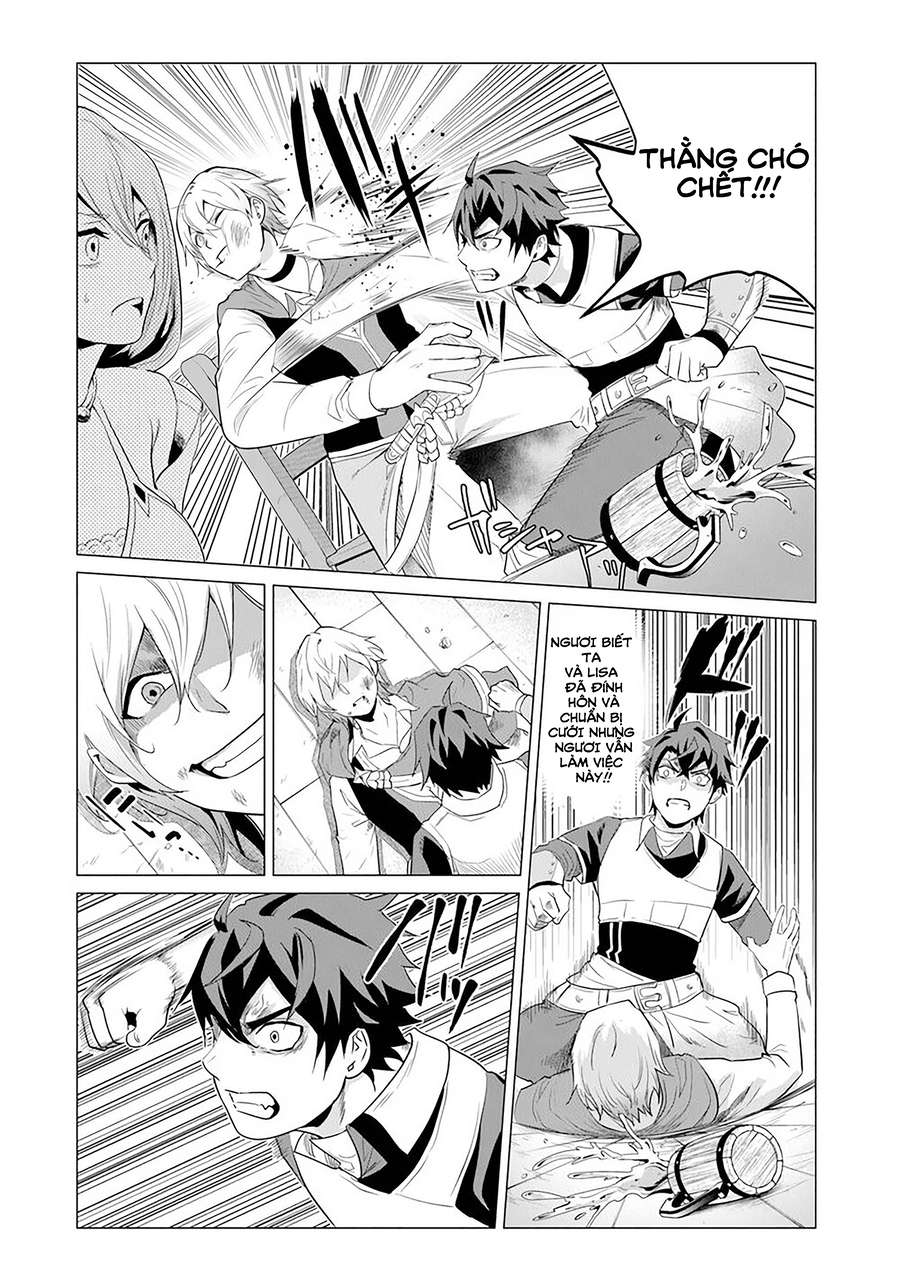 THẰNG CHÓ
CHẾT!!!
NGƯƠI BIẾT
TA
VÀ LISA
ĐÃ ĐÍNH
HÔN VÀ
CHUẨN BỊ
CƯỚI NHƯNG
NGƯƠI VẪN
LÀM VIỆC
NÀY!!